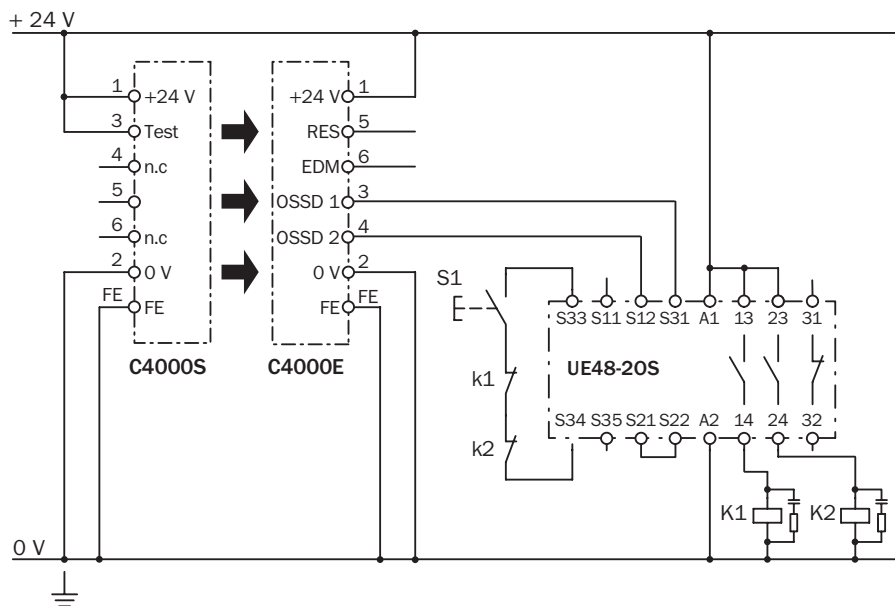 + 24 V
1 +24 V
3 Test
4 n.c
5
6 n.c
2 0 V
FE FE
C4000S
+24 V 1
RES 5
EDM 6
OSSD 1 3
OSSD 2 4
0 V 2
FE FE
C4000E
S1
k1
k2
S33 S11 S12 S31 A1 13 23 31
UE48-20S
S34 S35 S21 S22 A2 14 24 32
K1 K2
0 V